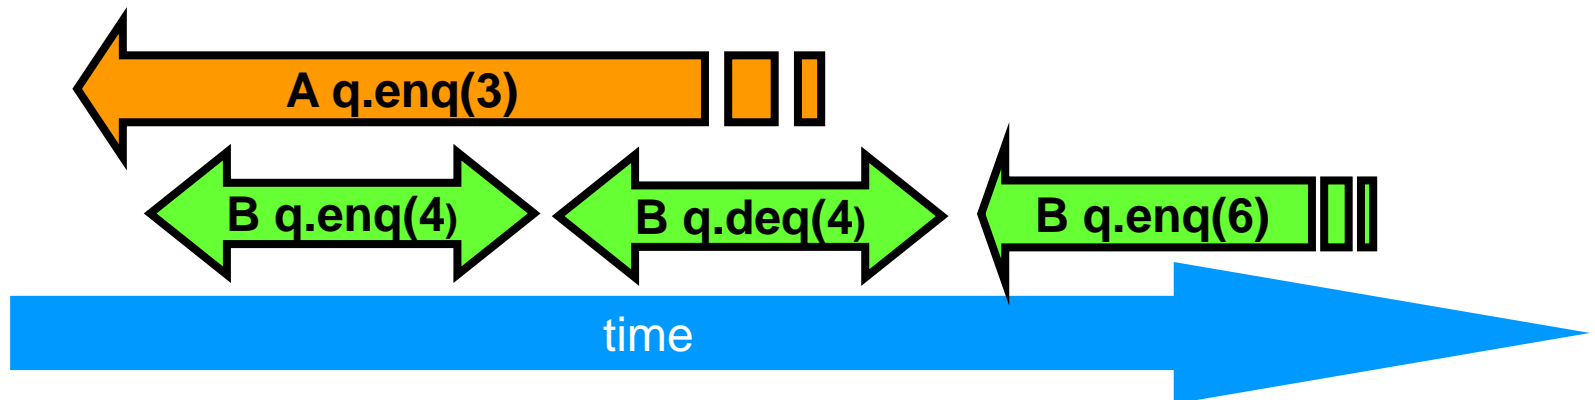 A q.enq(3)
B q.enq(4)
B q.deq(4)
B q.enq(6)
time